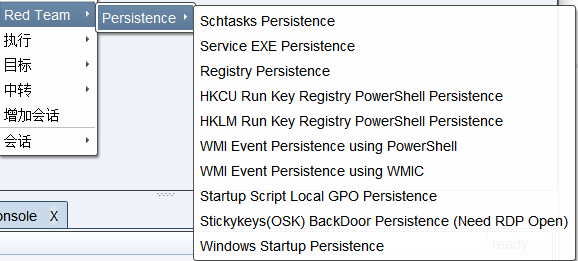 Red Team
执行
目标
中转
增加会话
会话
Persistence
Schtasks Persistence
Service EXE Persistence
Registry Persistence
HKCU Run Key Registry PowerShell Persistence
HKLM Run Key Registry PowerShell Persistence
WMI Event Persistence using PowerShell
WMI Event Persistence using WMIC
Startup Script Local GPO Persistence
Stickykeys(OSK) BackDoor Persistence (Need RDP Open)
Windows Startup Persistence
onsole X
ready